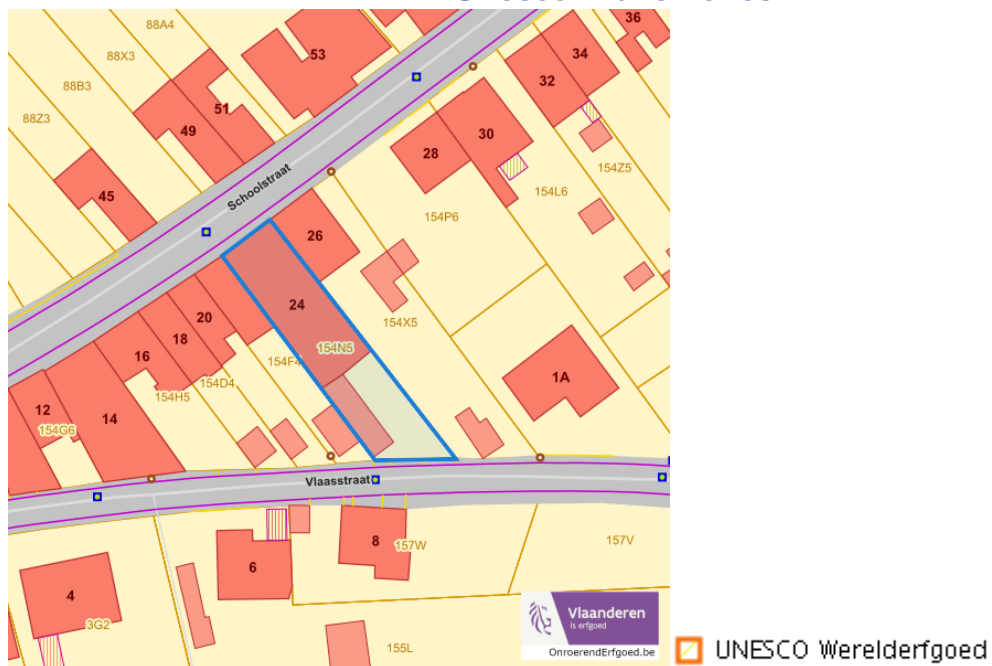 88A4
36
53
34
88X3
32
88B3
51
30
88Z3
49
28
154Z5
45
154L6
Schoolstraat
154P6
26
24
20
154X5
18
154N5
16
154F4
1A
154D4
154H5
12
14
154G6
Vlaasstraat
8
157W
157V
6
4
3G2
155L
Vlaanderen
is erfgoed
OnroerendErfgoed.be
UNESCO Werelderfgoed